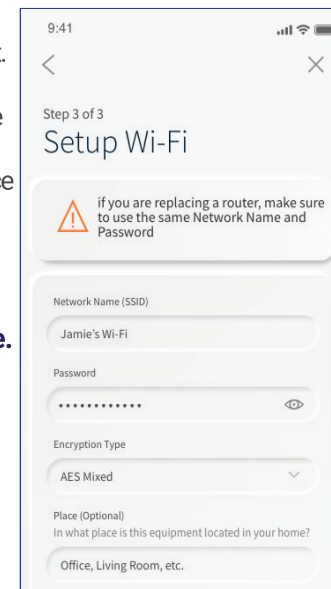 9:41
Step 3 of 3
Setup Wi-Fi
if you are replacing a router, make sure
to use the same Network Name and
Password
Network Name (SSID)
Jamie's Wi-Fi
Password
••••••••••••
Encryption Type
AES Mixed
Place (Optional)
In what place is this equipment located in your home?
Office, Living Room, etc.